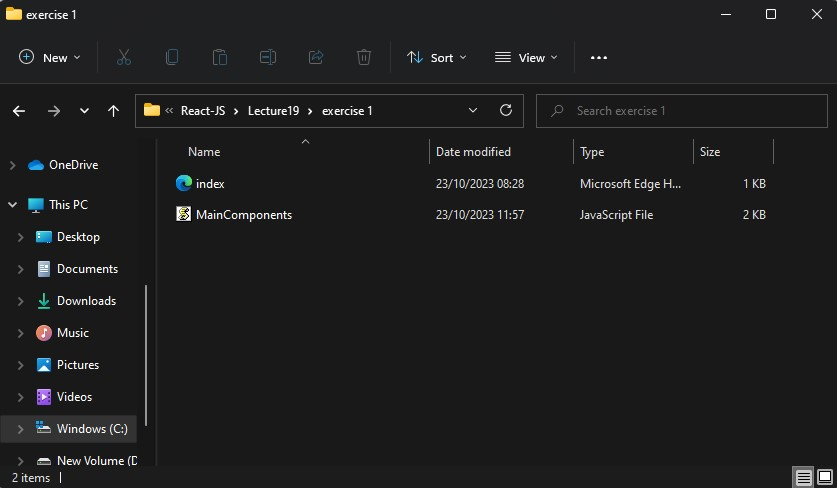 exercise 1
New Sort View
« React-JS Lecture19 exercise 1 Search exercise 1
Name Date modified Type Size
index 23/10/2023 08:28 Microsoft Edge H... 1 KB
MainComponents 23/10/2023 11:57 JavaScript File 2 KB
OneDrive
This PC
Desktop
Documents
Downloads
Music
Pictures
Videos
Windows (C:)
New Volume (D
2 items